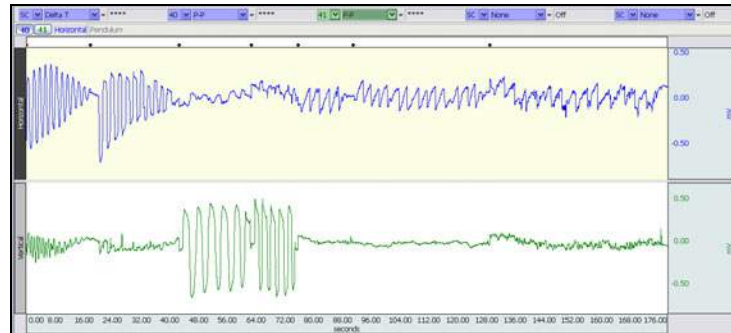 SC Delta T = **** 40 P-P = **** 41 P-P = **** SC None = Off SC None = Off
40 41 Horizontal Pendulum
Horizontal
0.50
0.00
-0.50
mV
Vertical
0.50
0.00
-0.50
mV
0.00 8.00 16.00 24.00 32.00 40.00 48.00 56.00 64.00 72.00 80.00 88.00 96.00 104.00 112.00 120.00 128.00 136.00 144.00 152.00 160.00 168.00 176.00
seconds